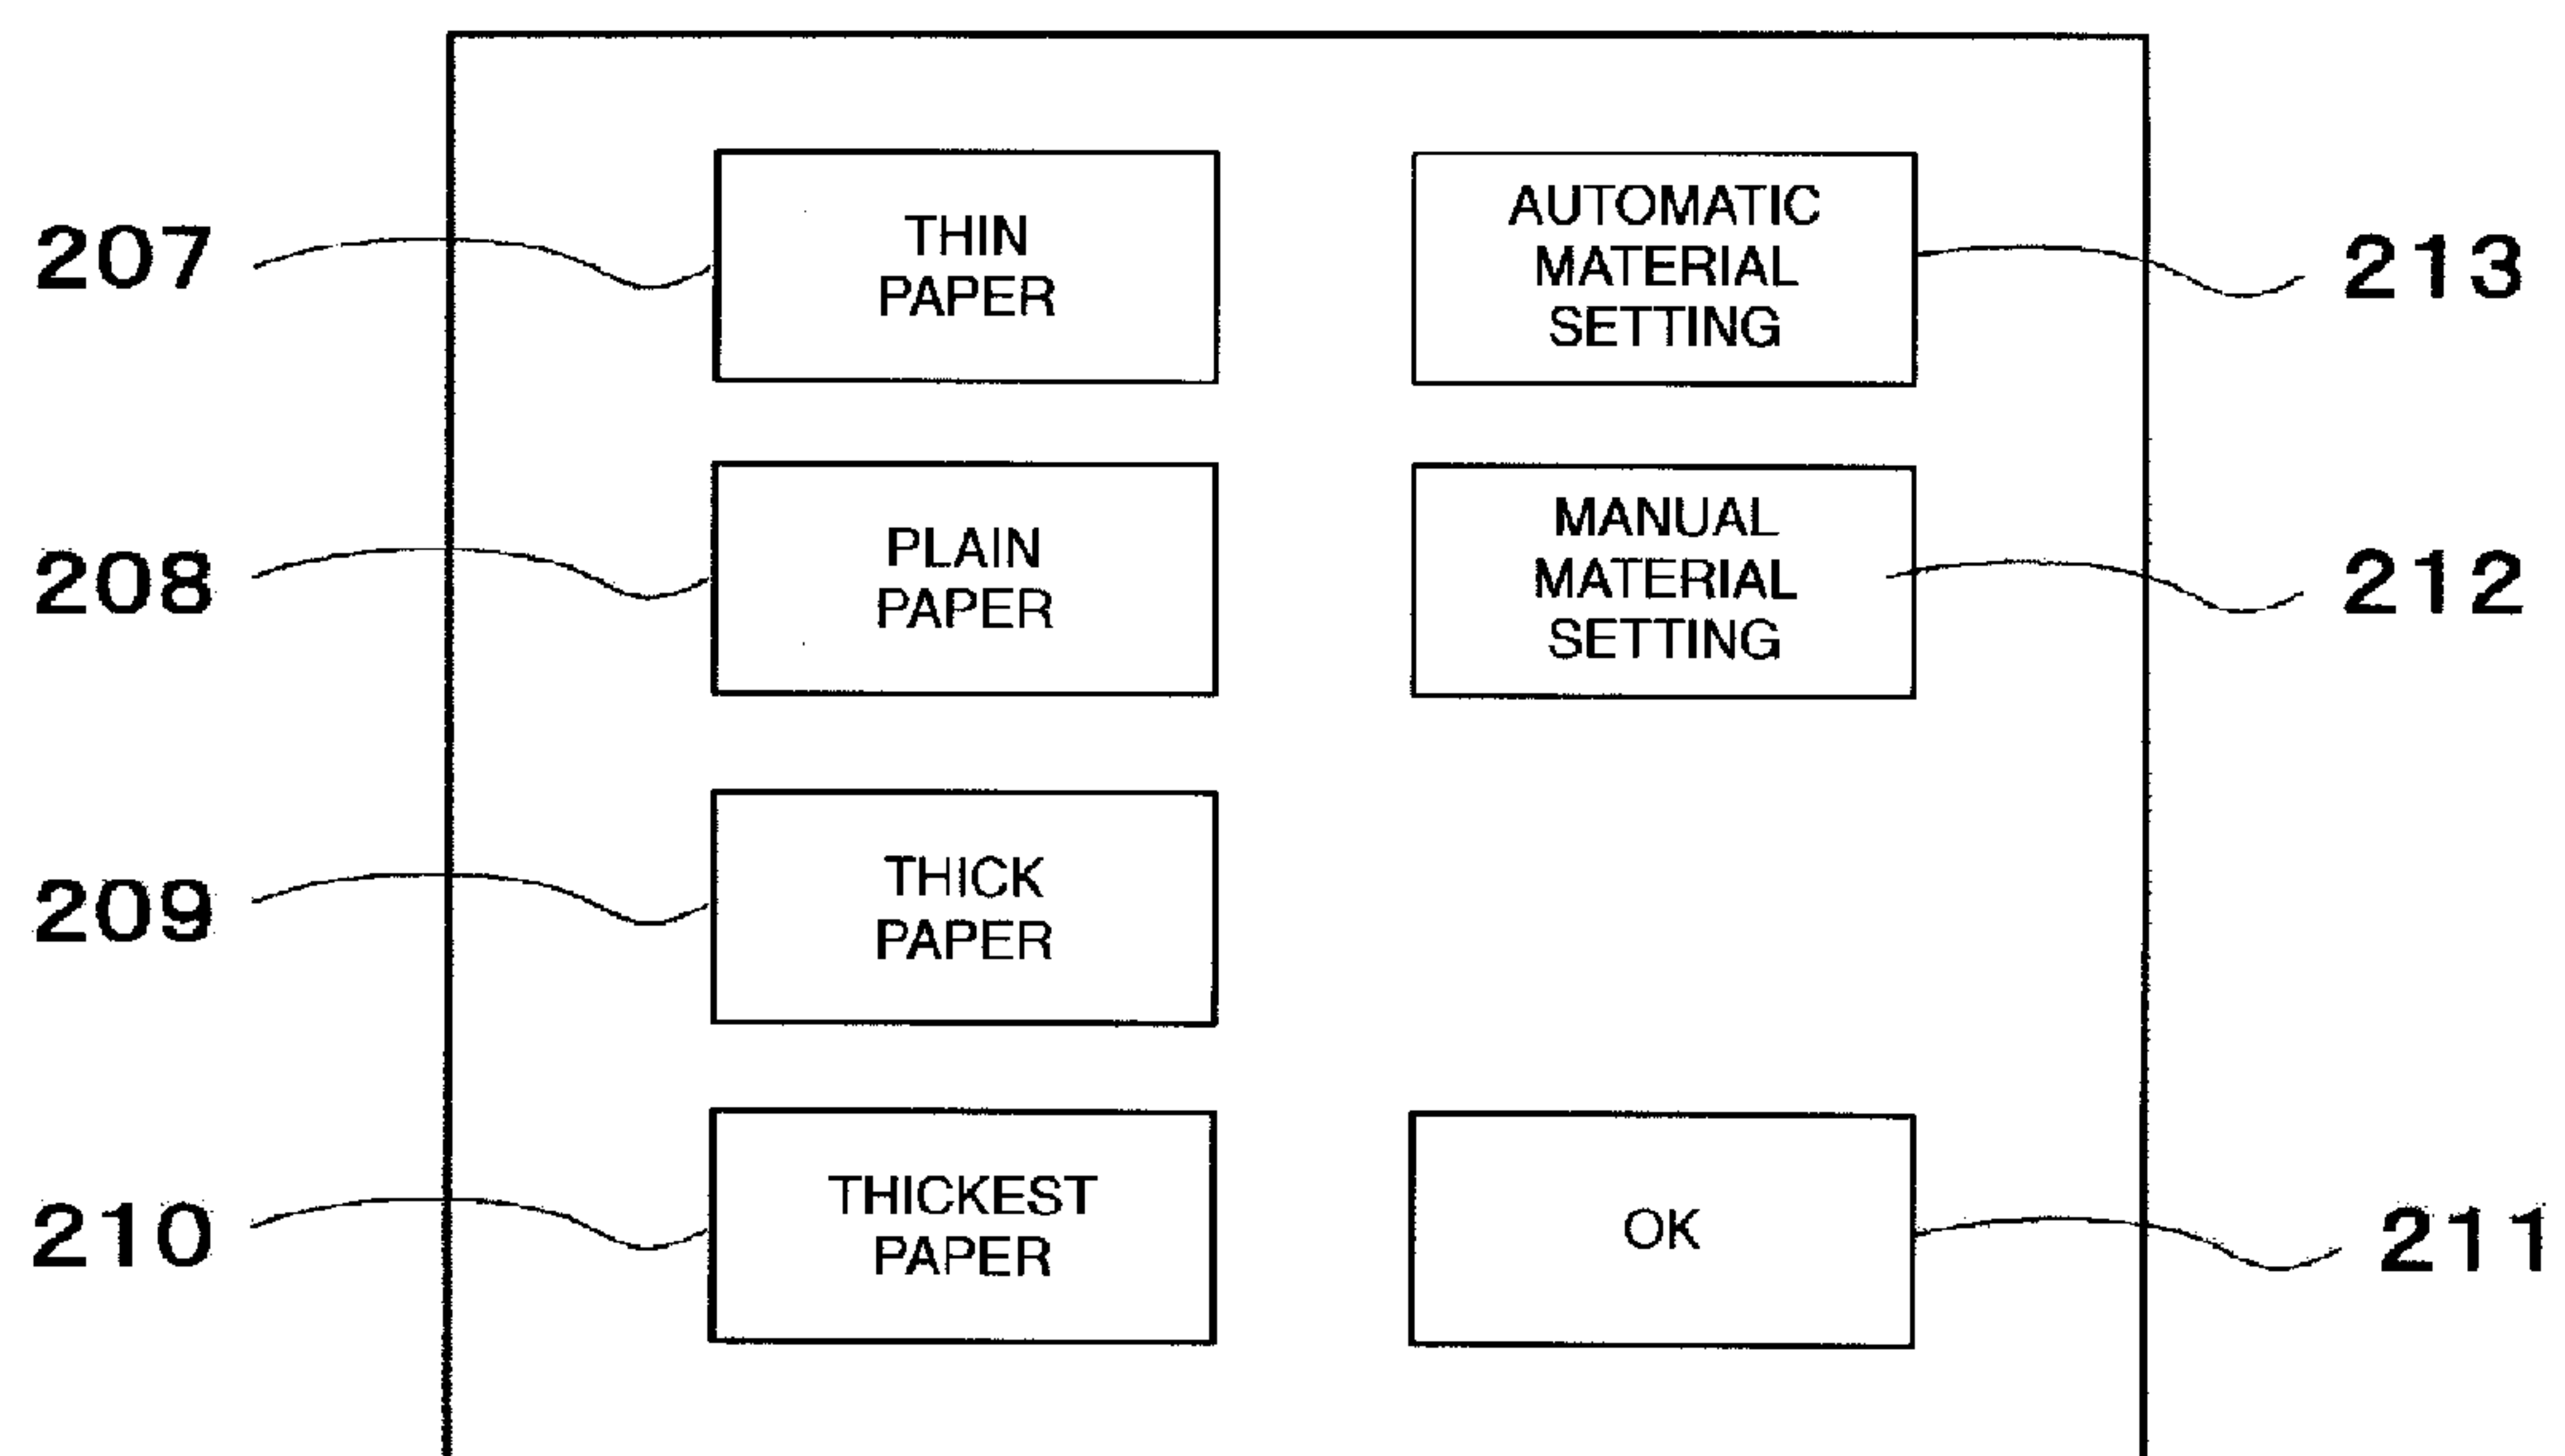 207
THIN
PAPER
AUTOMATIC
MATERIAL
SETTING
213
208
PLAIN
PAPER
MANUAL
MATERIAL
SETTING
212
209
THICK
PAPER
210
THICKEST
PAPER
OK
211